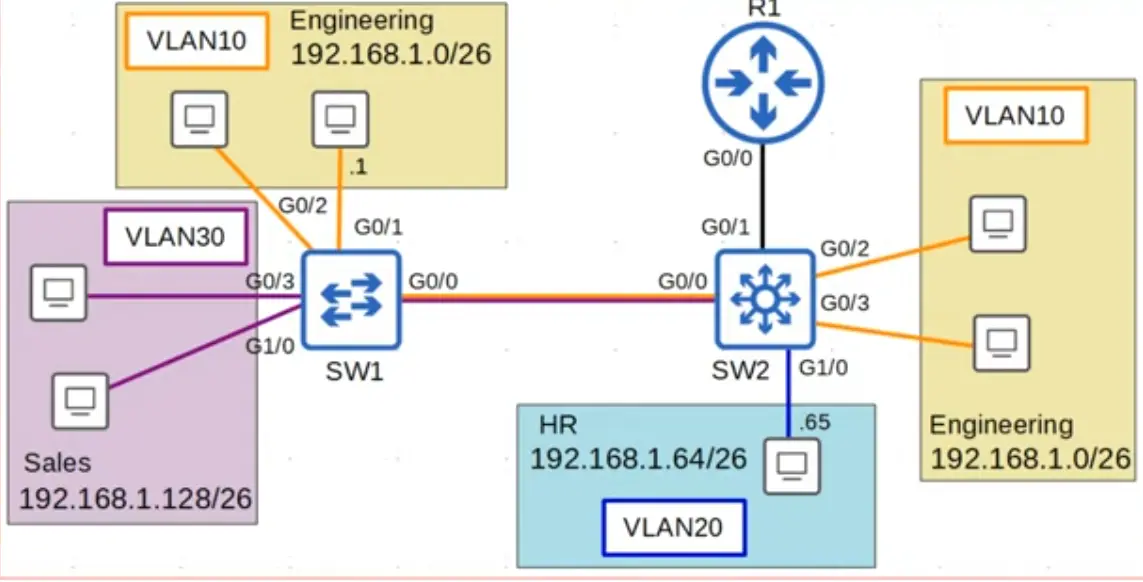 R1
VLAN10
Engineering
192.168.1.0/26
.1
G0/2
G0/1
VLAN30
G0/3
G1/0
Sales
192.168.1.128/26
G0/0
SW1
G0/0
G0/1
G0/0
G0/2
G0/3
SW2
G1/0
HR
.65
192.168.1.64/26
VLAN20
VLAN10
Engineering
192.168.1.0/26